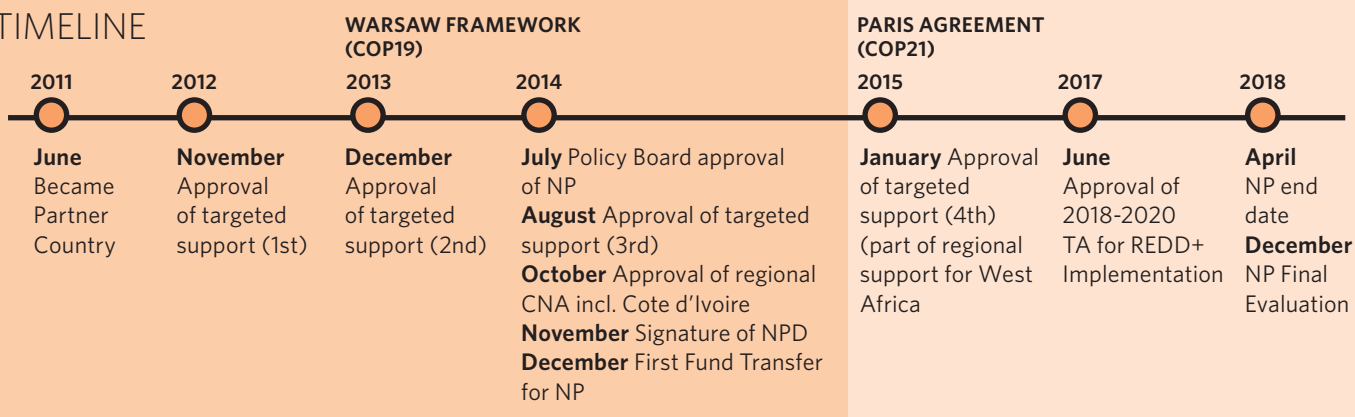 TIMELINE
WARSAW FRAMEWORK
(COP19)
PARIS AGREEMENT
(COP21)
2011
June
Became
Partner
Country
2012
November
Approval
of targeted
support (1st)
2013
December
Approval
of targeted
support (2nd)
2014
July Policy Board approval
of NP
August Approval of targeted
support (3rd)
October Approval of regional
CNA incl. Cote d’Ivoire
November Signature of NPD
December First Fund Transfer
for NP
2015
January Approval
of targeted
support (4th)
(part of regional
support for West
Africa
2017
June
Approval of
2018-2020
TA for REDD+
Implementation
2018
April
NP end
date
December
NP Final
Evaluation